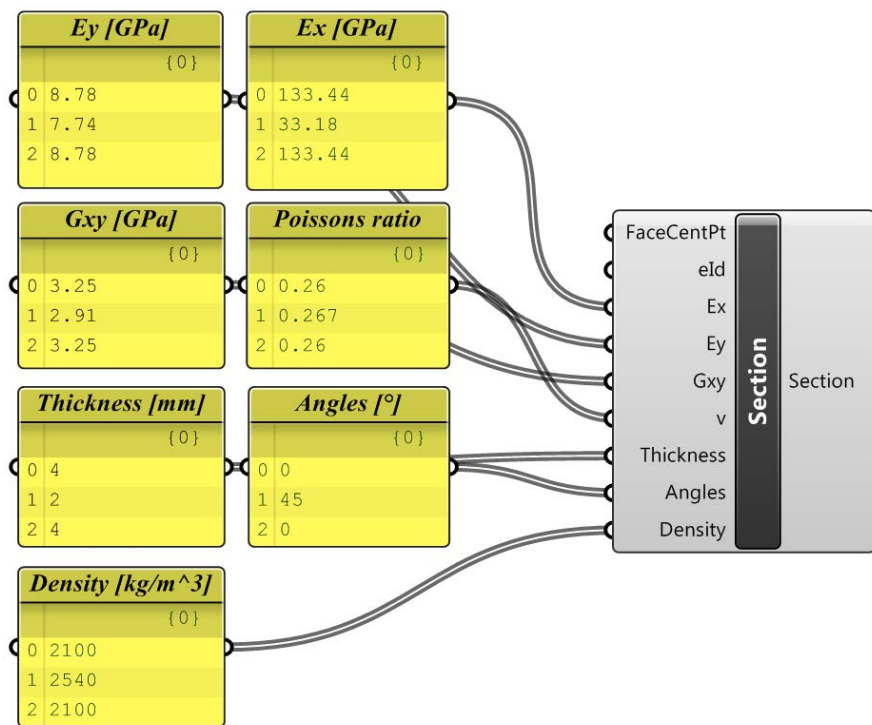 Ey [GPa]
{0}
0 8.78
1 7.74
2 8.78
Ex [GPa]
{0}
0 133.44
1 33.18
2 133.44
Gxy [GPa]
{0}
0 3.25
1 2.91
2 3.25
Poissons ratio
{0}
0 0.26
1 0.267
2 0.26
Thickness [mm]
{0}
0 4
1 2
2 4
Angles [°]
{0}
0 0
1 45
2 0
Density [kg/m^3]
{0}
0 2100
1 2540
2 2100
FaceCentPt
eId
Ex
Ey
Gxy
v
Thickness
Angles
Density
Section
Section